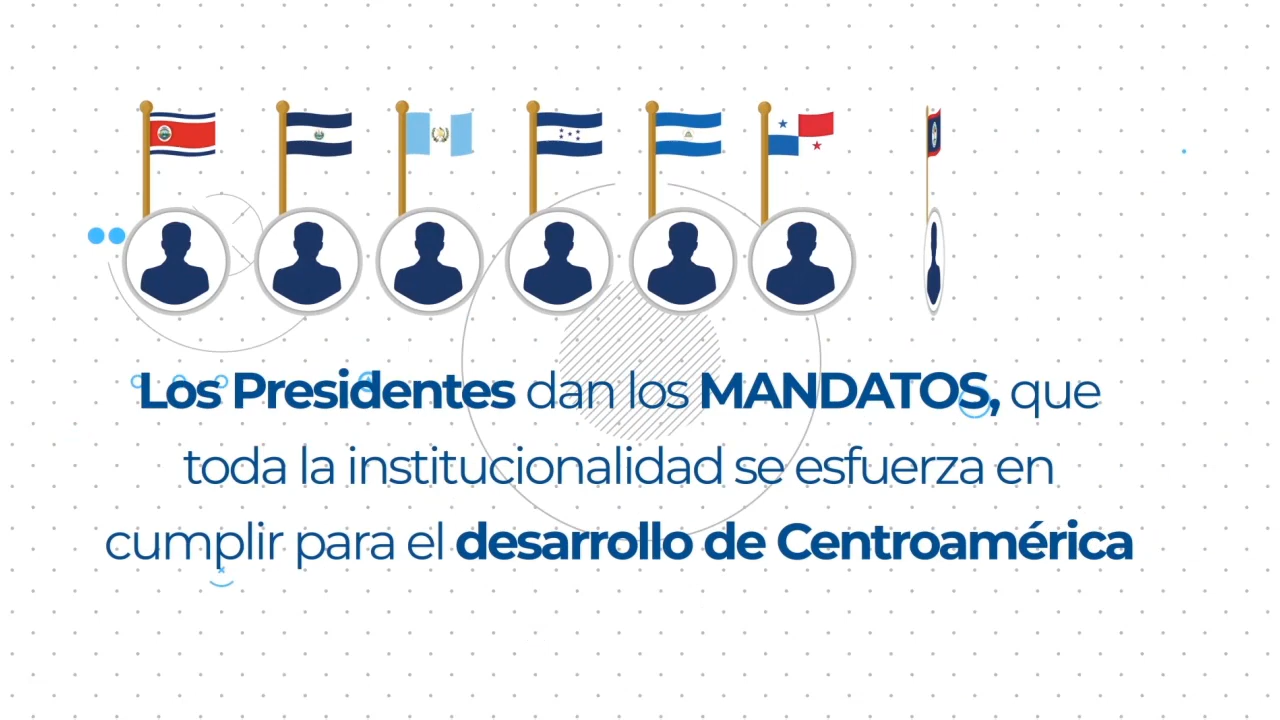 Los Presidentes dan los MANDATOS, que
toda la institucionalidad se esfuerza en
cumplir para el desarrollo de Centroamérica